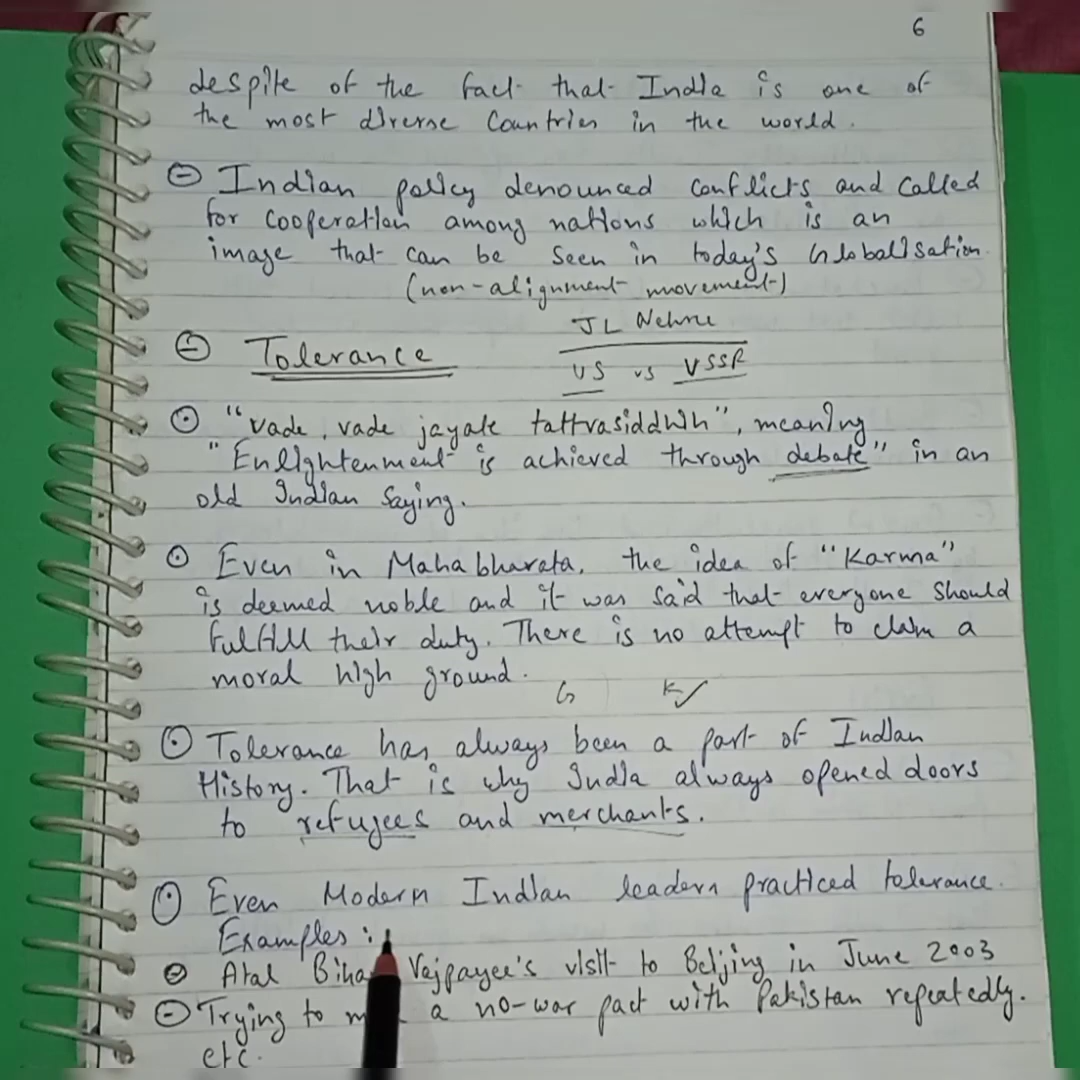 6
despite of the fact that India is one of
the most diverse Countries in the world.
⊖ Indian policy denounced conflicts and called
for cooperation among nations which is an
image that can be seen in today's Globalisation
(non-alignment movement)
JL Nehru
⊖ Tolerance
US vs USSR
⊙ "vade, vade jayate tattvasiddhih", meaning
"Enlightenment is achieved through debate" in an
old Indian Saying.
⊙ Even in Mahabharata, the idea of "Karma"
is deemed noble and it was said that everyone should
fulfill their duty. There is no attempt to claim a
moral high ground.
G K
⊙ Tolerance has always been a part of Indian
History. That is why India always opened doors
to refugees and merchants.
⊙ Even Modern Indian leaders practiced tolerance.
Examples :
⊖ Atal Vajpayee's visit to Beijing in June 2003
⊖ Trying to a no-war pact with Pakistan repeatedly.
etc.